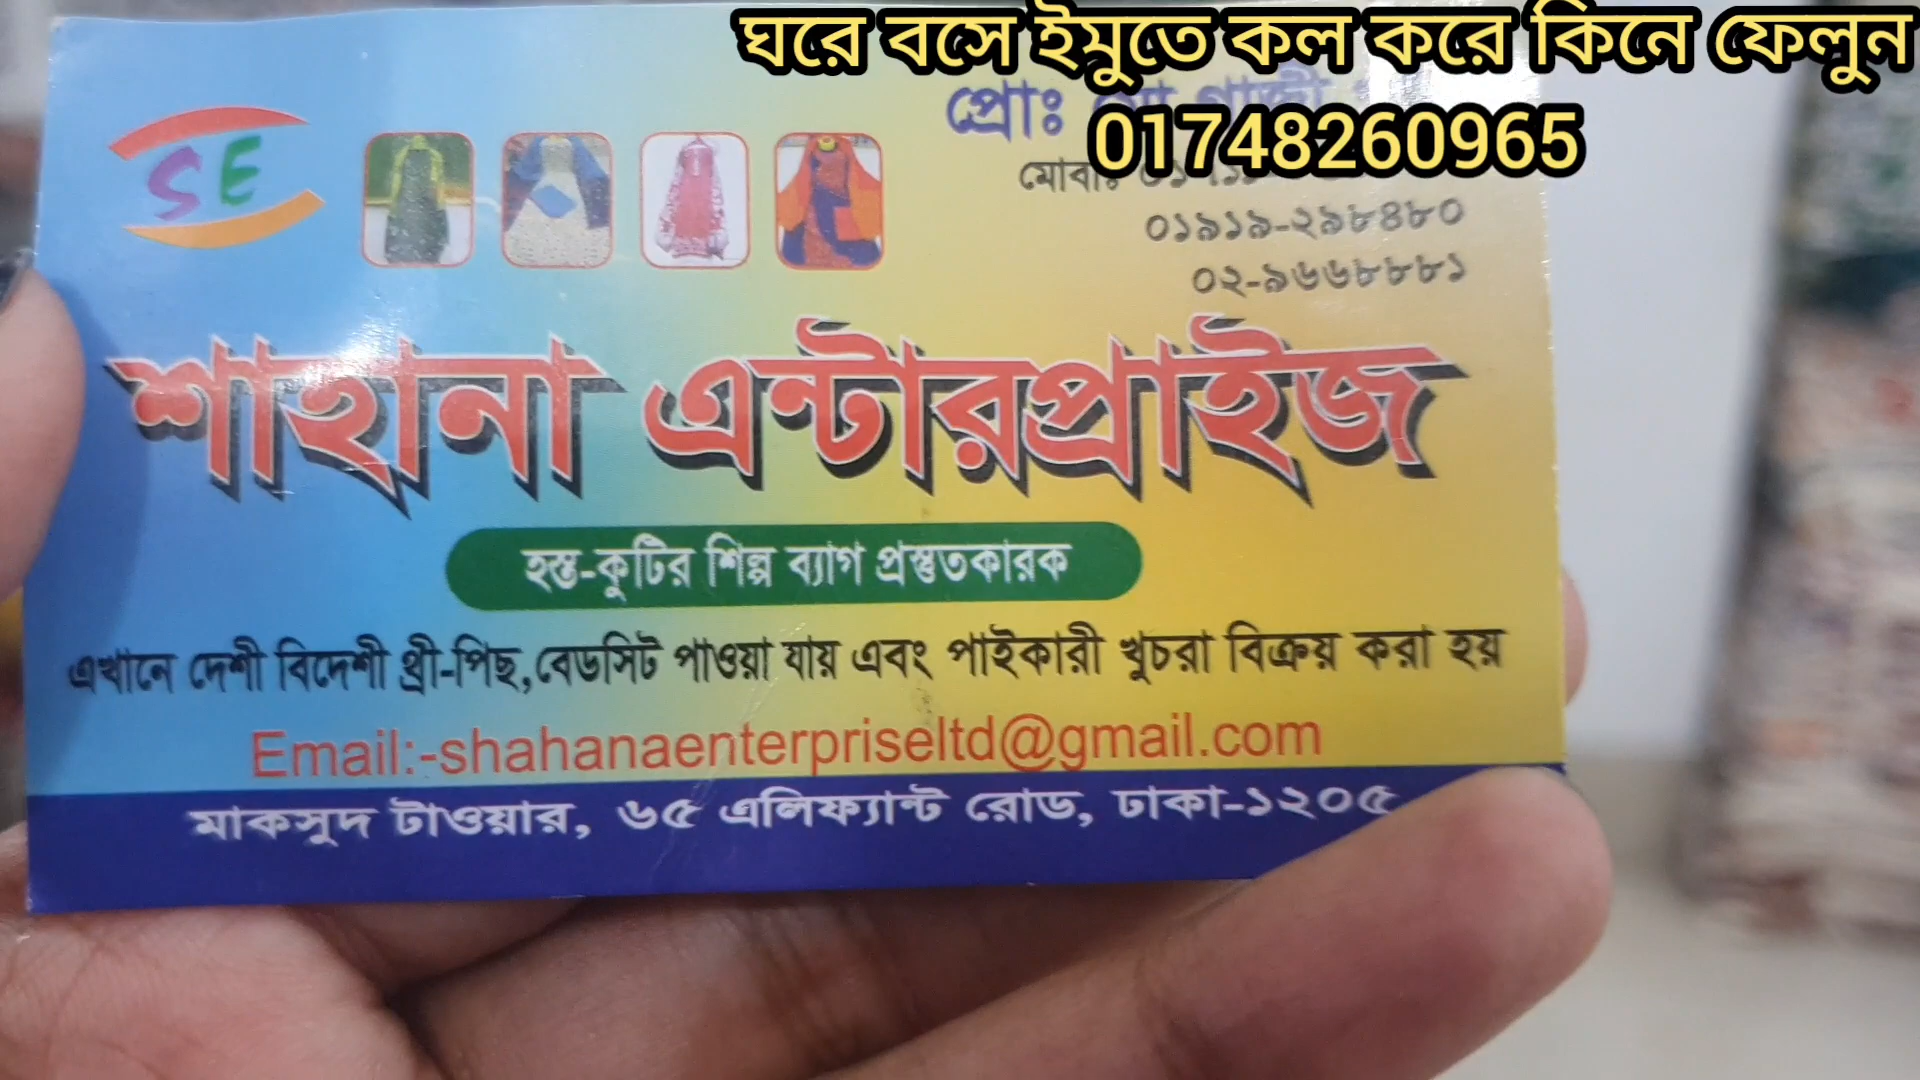 ঘরে বসে ইমুতে কল করে কিনে ফেলুন
01748260965
SE
প্রোঃ
মোবাঃ
০১৯১৯-২৯৮৪৮০
০২-৯৬৬৮৮৮১
শাহানা এন্টারপ্রাইজ
হস্ত-কুটির শিল্প ব্যাগ প্রস্তুতকারক
এখানে দেশী বিদেশী থ্রী-পিছ,বেডসিট পাওয়া যায় এবং পাইকারী খুচরা বিক্রয় করা হয়
Email:-shahanaenterpriseltd@gmail.com
মাকসুদ টাওয়ার, ৬৫ এলিফ্যান্ট রোড, ঢাকা-১২০৫